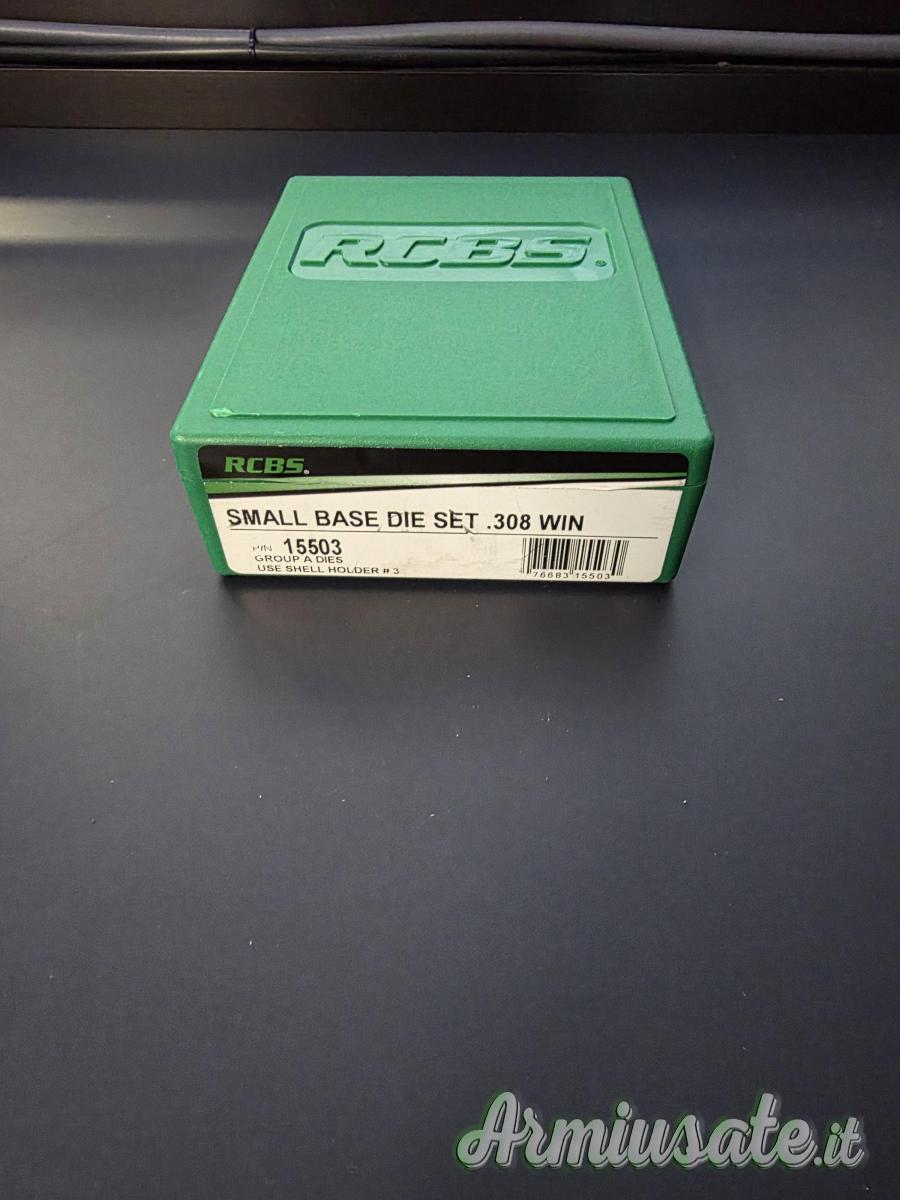 RCBS.
RCBS.
SMALL BASE DIE SET .308 WIN
P/N 15503
GROUP A DIES
USE SHELL HOLDER # 3
76683 15503
Armiusate.it